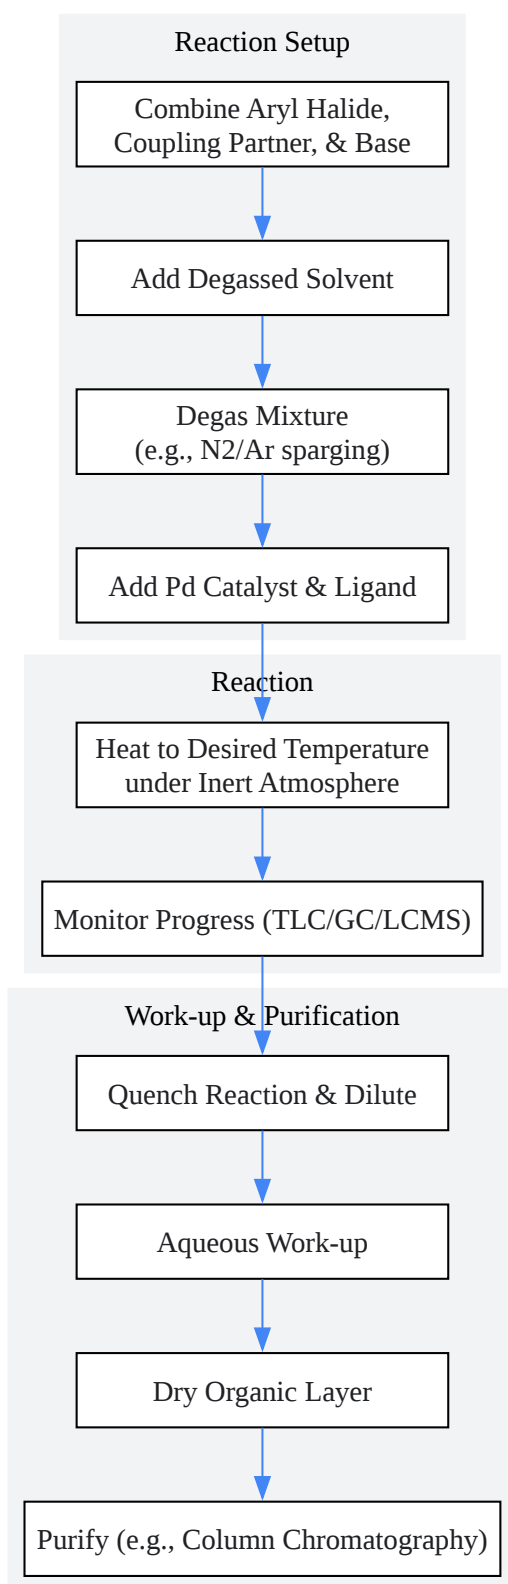 Reaction Setup
Combine Aryl Halide,
Coupling Partner, & Base
Add Degassed Solvent
Degas Mixture
(e.g., N2/Ar sparging)
Add Pd Catalyst & Ligand
Reaction
Heat to Desired Temperature
under Inert Atmosphere
Monitor Progress (TLC/GC/LCMS)
Work-up & Purification
Quench Reaction & Dilute
Aqueous Work-up
Dry Organic Layer
Purify (e.g., Column Chromatography)